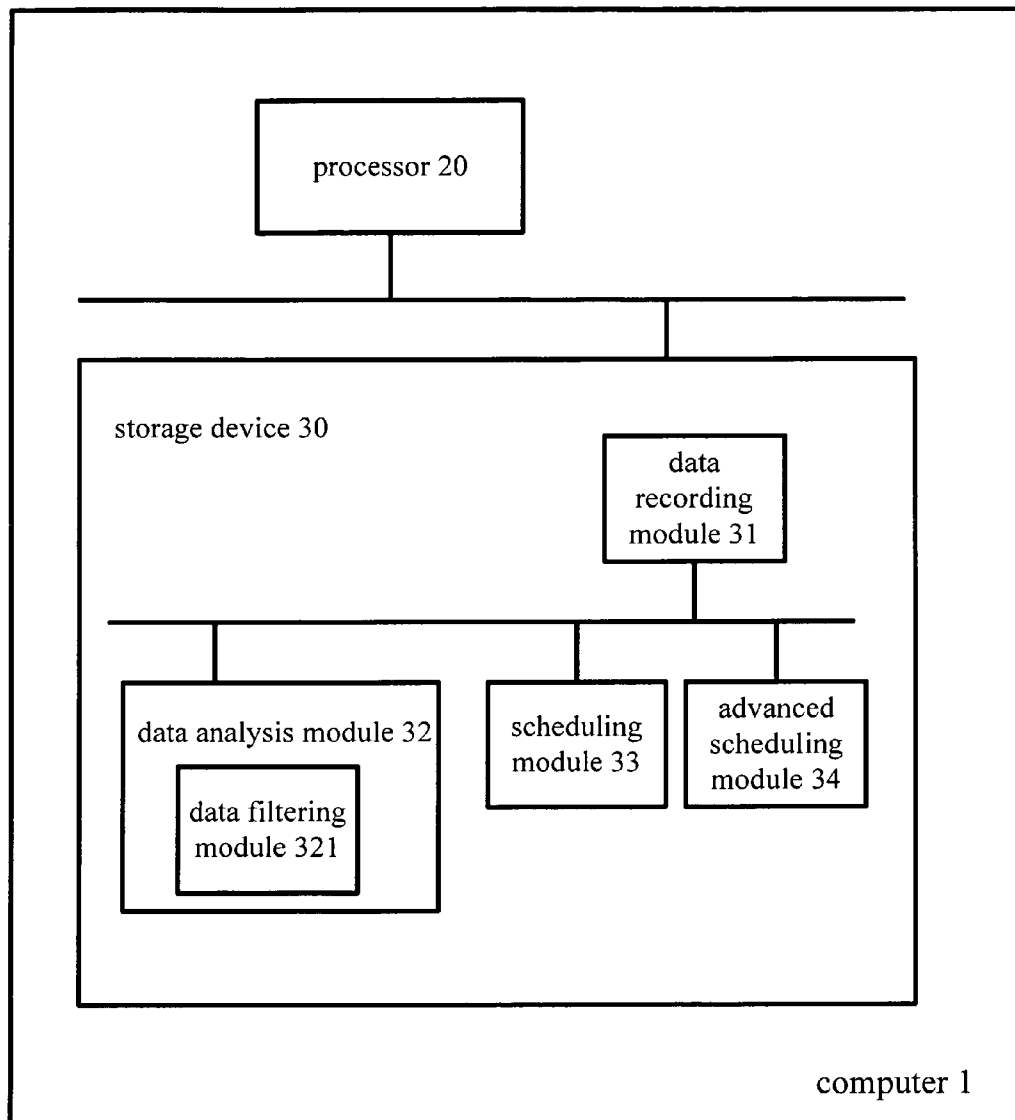 processor 20
storage device 30
data
recording
module 31
data analysis module 32
data filtering
module 321
scheduling
module 33
advanced
scheduling
module 34
computer 1